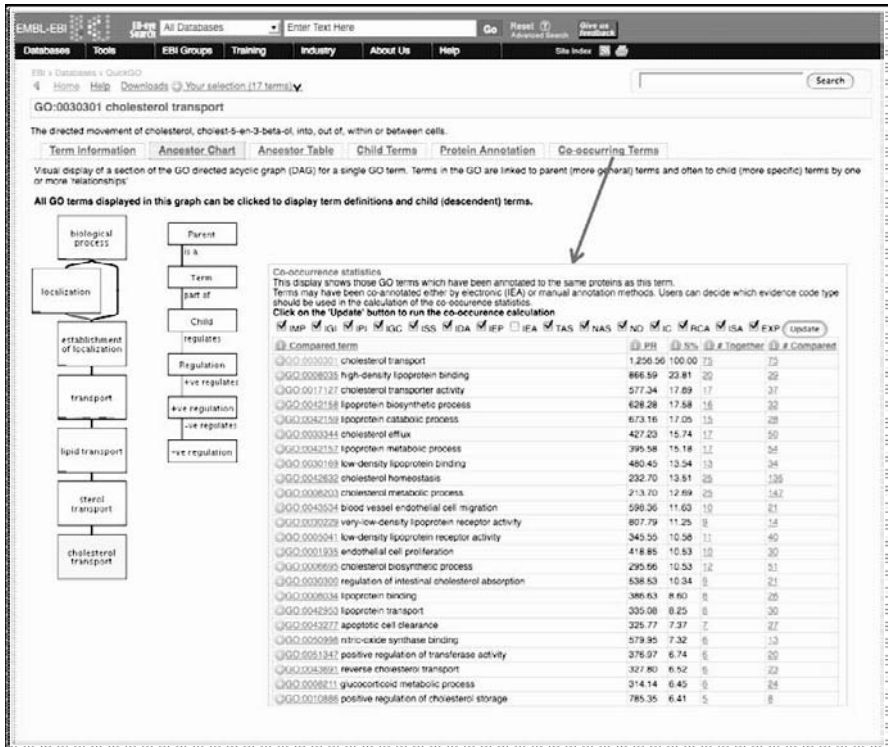 EMBL-EBI
EB-eye Search
All Databases
Enter Text Here
Go
Reset
Advanced Search
Give us feedback
Databases Tools EBI Groups Training Industry About Us Help Site Index
EBI > Databases > QuickGO
Home Help Downloads Your selection (17 terms)
Search
GO:0030301 cholesterol transport
The directed movement of cholesterol, cholest-5-en-3-beta-ol, into, out of, within or between cells.
Term Information Ancestor Chart Ancestor Table Child Terms Protein Annotation Co-occurring Terms
Visual display of a section of the GO directed acyclic graph (DAG) for a single GO term. Terms in the GO are linked to parent (more general) terms and often to child (more specific) terms by one
or more 'relationships'
All GO terms displayed in this graph can be clicked to display term definitions and child (descendent) terms.
biological
process
localization
establishment
of localization
transport
lipid transport
sterol
transport
cholesterol
transport
Parent
is a
Term
part of
Child
regulates
Regulation
+ve regulates
+ve regulation
-ve regulates
-ve regulation
Co-occurrence statistics
This display shows those GO terms which have been annotated to the same proteins as this term.
Terms may have been co-annotated either by electronic (IEA) or manual annotation methods. Users can decide which evidence code type
should be used in the calculation of the co-occurence statistics.
Click on the 'Update' button to run the co-occurence calculation
IMP IGI IPI IGC ISS IDA IEP IEA TAS NAS ND IC RCA ISA EXP Update
Compared term PR S% # Together # Compared
GO:0030301 cholesterol transport 1,256.56 100.00 75 75
GO:0008035 high-density lipoprotein binding 866.59 23.81 20 29
GO:0017127 cholesterol transporter activity 577.34 17.89 17 37
GO:0042158 lipoprotein biosynthetic process 628.28 17.58 16 32
GO:0042159 lipoprotein catabolic process 673.16 17.05 15 28
GO:0033344 cholesterol efflux 427.23 15.74 17 50
GO:0042157 lipoprotein metabolic process 395.58 15.18 17 54
GO:0030169 low-density lipoprotein binding 480.45 13.54 13 34
GO:0042632 cholesterol homeostasis 232.70 13.51 25 135
GO:0008203 cholesterol metabolic process 213.70 12.69 25 147
GO:0043534 blood vessel endothelial cell migration 598.36 11.63 10 21
GO:0030229 very-low-density lipoprotein receptor activity 807.79 11.25 9 14
GO:0005041 low-density lipoprotein receptor activity 345.55 10.58 11 40
GO:0001935 endothelial cell proliferation 418.85 10.53 10 30
GO:0006695 cholesterol biosynthetic process 295.66 10.53 12 51
GO:0030300 regulation of intestinal cholesterol absorption 538.53 10.34 9 21
GO:0008034 lipoprotein binding 386.63 8.60 8 26
GO:0042953 lipoprotein transport 335.08 8.25 8 30
GO:0043277 apoptotic cell clearance 325.77 7.37 7 27
GO:0050998 nitric-oxide synthase binding 579.95 7.32 6 13
GO:0051347 positive regulation of transferase activity 376.97 6.74 6 20
GO:0043691 reverse cholesterol transport 327.80 6.52 6 23
GO:0008211 glucocorticoid metabolic process 314.14 6.45 6 24
GO:0010886 positive regulation of cholesterol storage 785.35 6.41 5 8